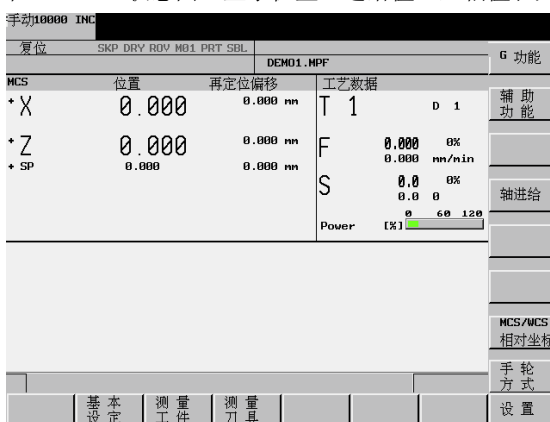 手动10000 INC
复位 SKP DRY ROV M01 PRT SBL
DEMO1.MPF
G 功能
MCS 位置 再定位偏移 工艺数据
+ X 0.000 0.000 mm T 1 D 1
辅 助
功 能
+ Z 0.000 0.000 mm F 0.000 0%
0.000 mm/min
+ SP 0.000 0.000 mm
S 0.0 0%
0.0 0
轴进给
0 60 120
Power [%]
MCS/WCS
相对坐标
手 轮
方 式
基 本
设 定
测 量
工 件
测 量
刀 具
设 置